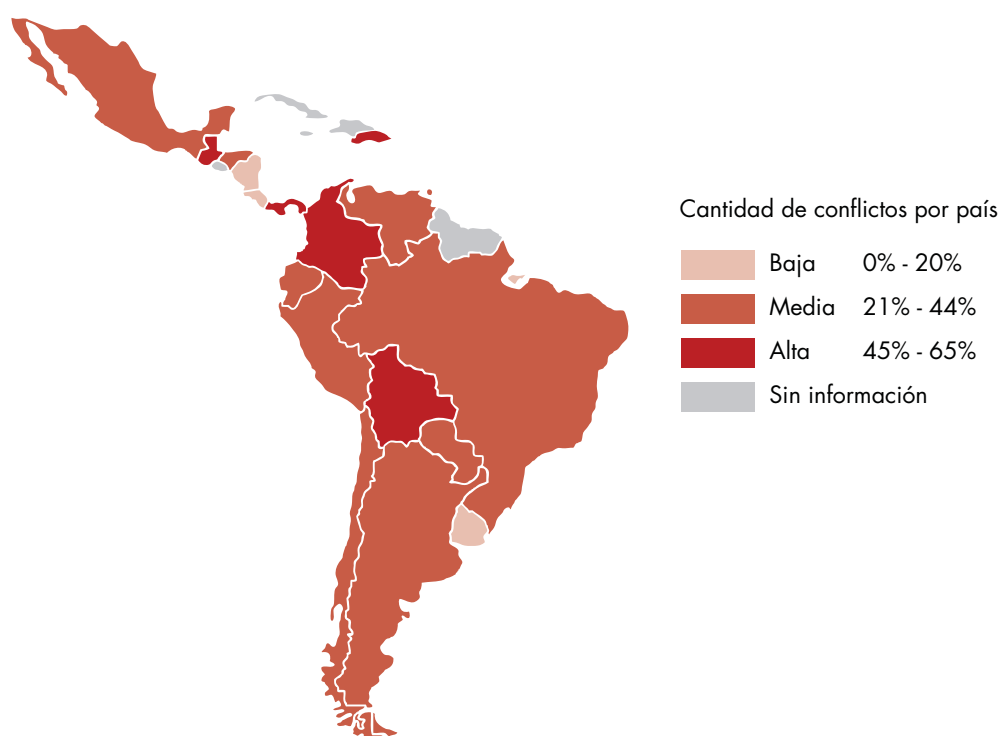 Cantidad de conflictos por país
Baja 0% - 20%
Media 21% - 44%
Alta 45% - 65%
Sin información